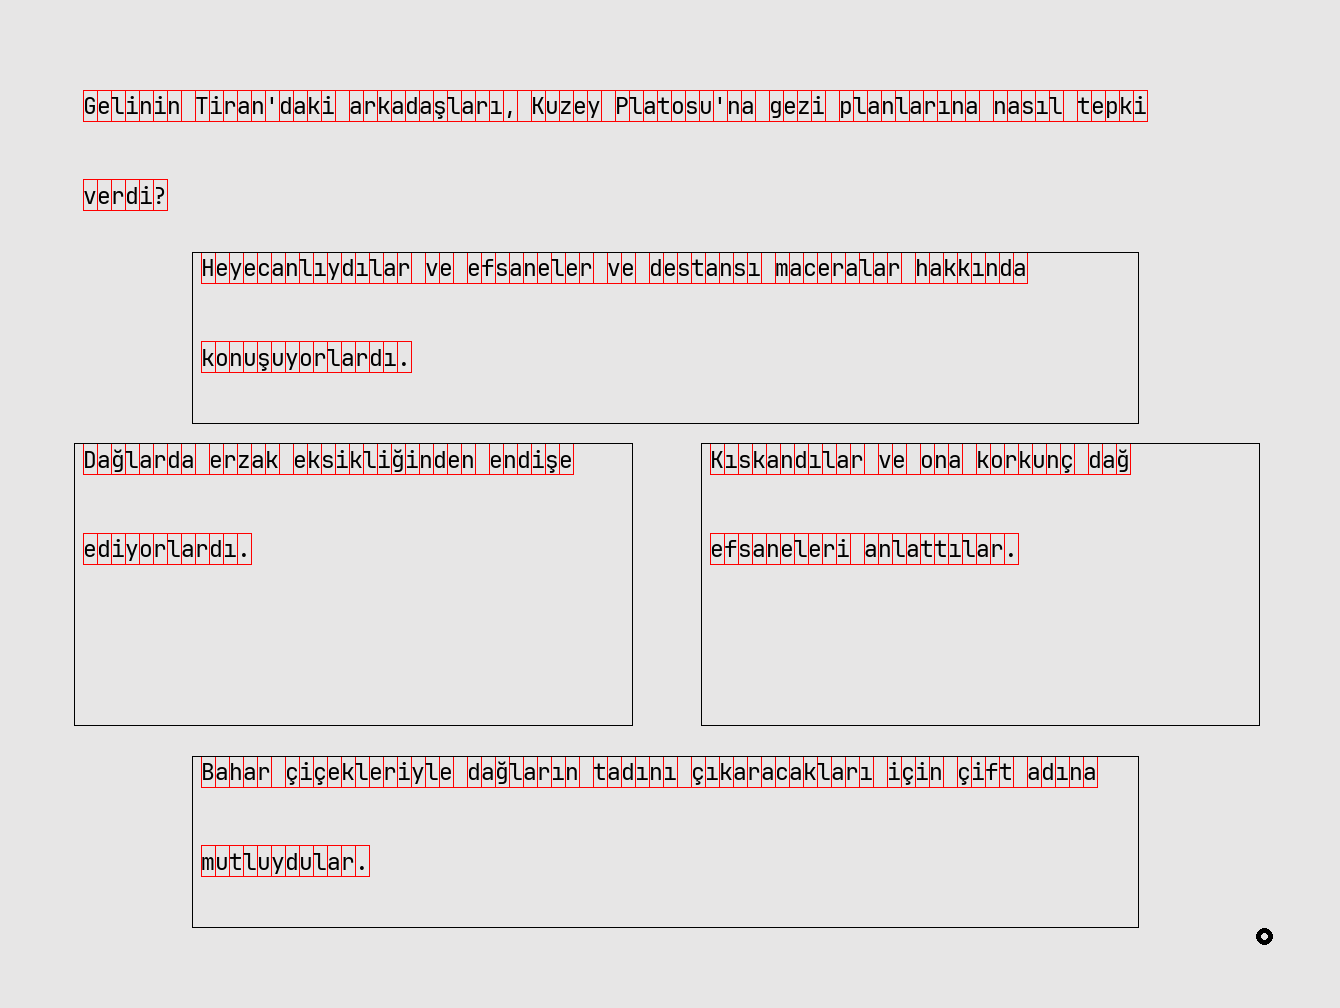 Gelinin Tiran'daki arkadaşları, Kuzey Platosu'na gezi planlarına nasıl tepki
verdi?
Heyecanlıydılar ve efsaneler ve destansı maceralar hakkında
konuşuyorlardı.
Dağlarda erzak eksikliğinden endişe
ediyorlardı.
Kıskandılar ve ona korkunç dağ
efsaneleri anlattılar.
Bahar çiçekleriyle dağların tadını çıkaracakları için çift adına
mutluydular.